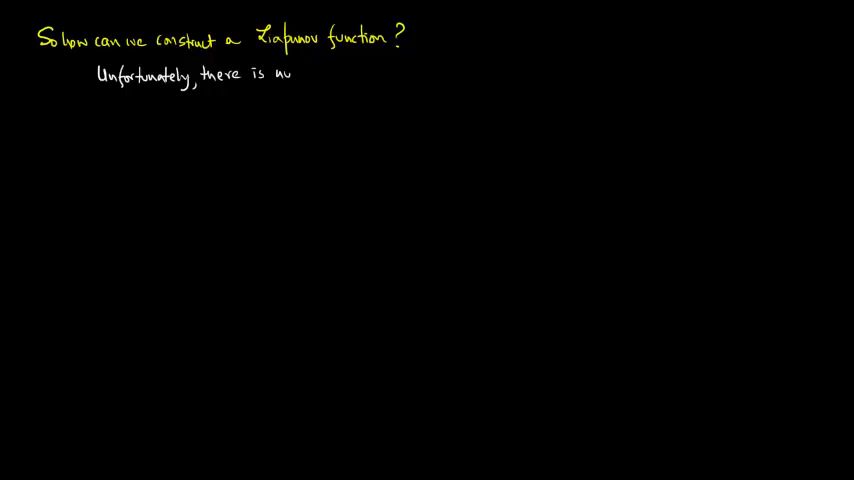 So how can we construct a Liapunov function?
Unfortunately, there is no